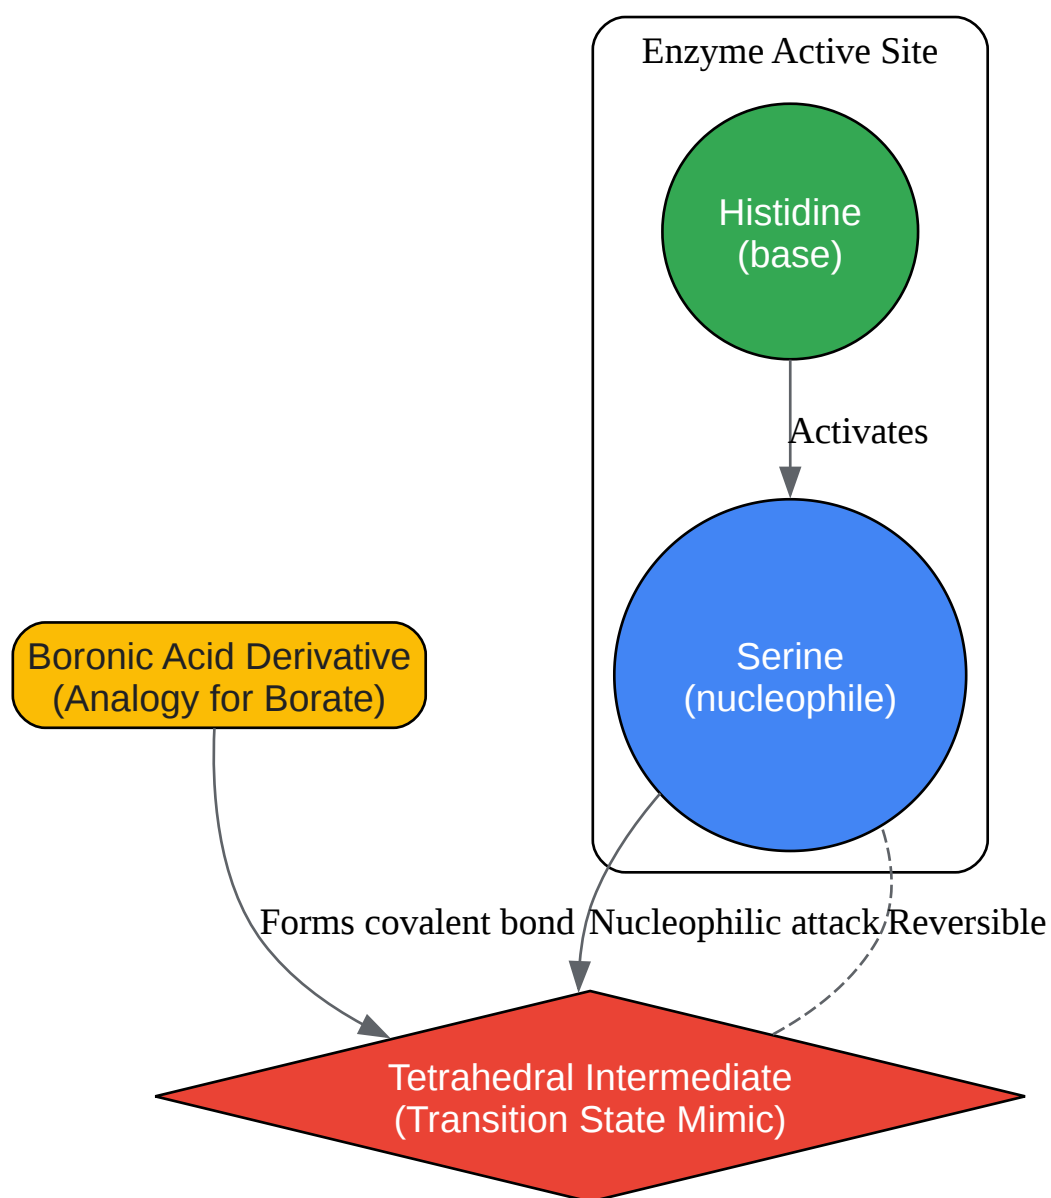 Enzyme Active Site
Histidine
(base)
Activates
Serine
(nucleophile)
Boronic Acid Derivative
(Analogy for Borate)
Forms covalent bond
Nucleophilic attack
Reversible
Tetrahedral Intermediate
(Transition State Mimic)